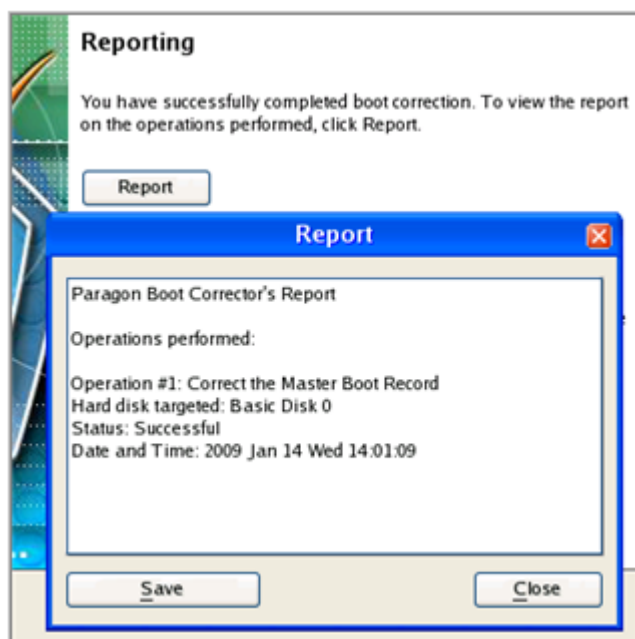 Reporting
You have successfully completed boot correction. To view the report
on the operations performed, click Report.
Report
Report
Paragon Boot Corrector's Report
Operations performed:
Operation #1: Correct the Master Boot Record
Hard disk targeted: Basic Disk 0
Status: Successful
Date and Time: 2009 Jan 14 Wed 14:01:09
Save
Close